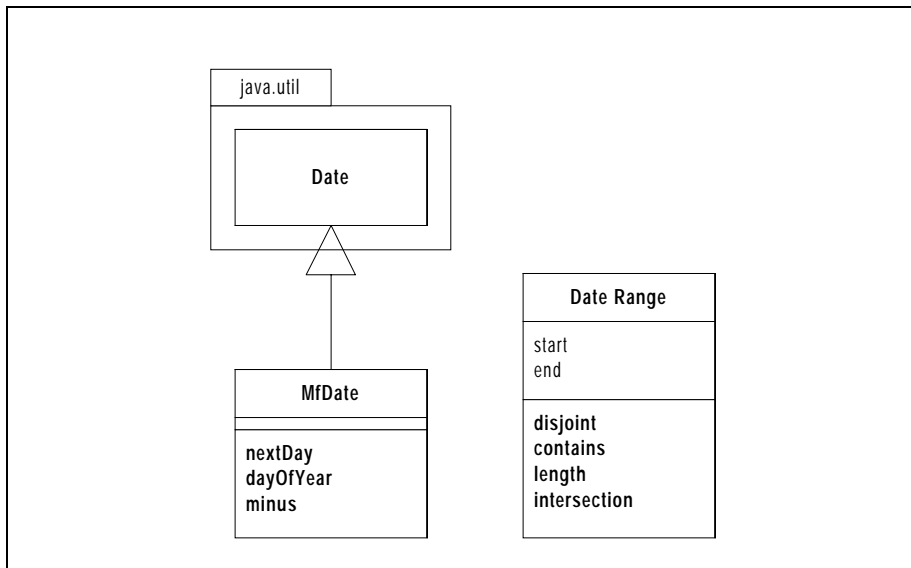 java.util
Date
MfDate
nextDay
dayOfYear
minus
Date Range
start
end
disjoint
contains
length
intersection